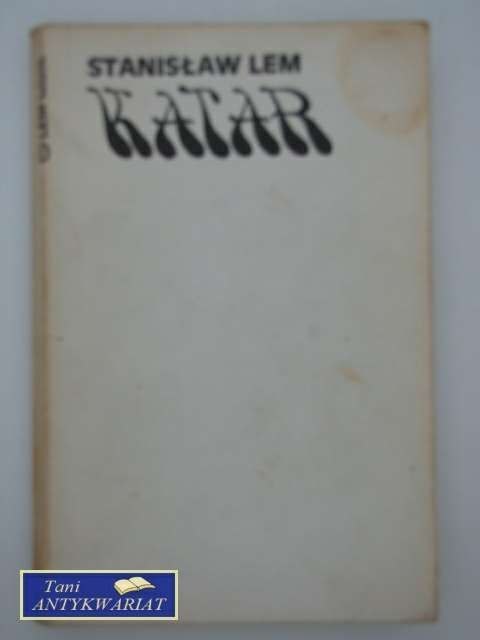 STANISŁAW LEM
KATAR
Tani
ANTYKWARIAT